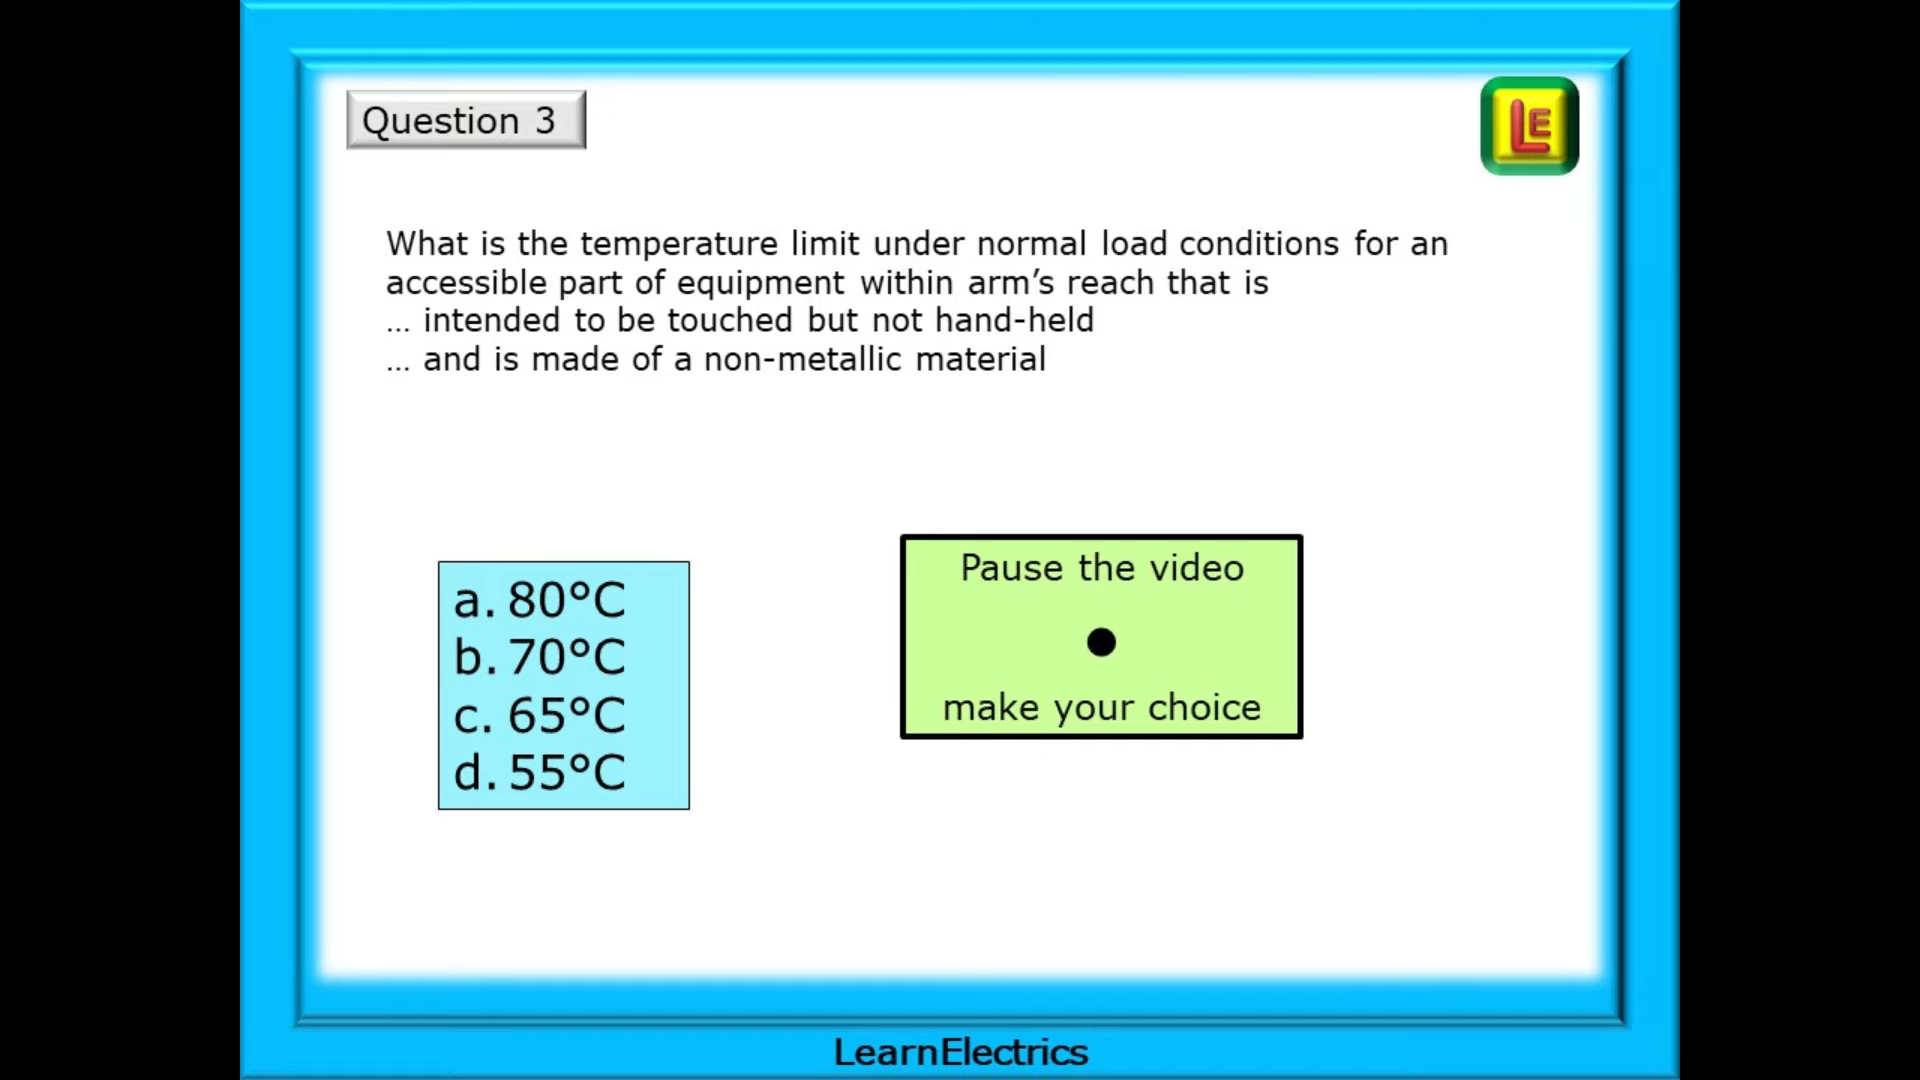 Question 3
LE
What is the temperature limit under normal load conditions for an
accessible part of equipment within arm’s reach that is
... intended to be touched but not hand-held
... and is made of a non-metallic material
a. 80°C
b. 70°C
c. 65°C
d. 55°C
Pause the video
●
make your choice
LearnElectrics